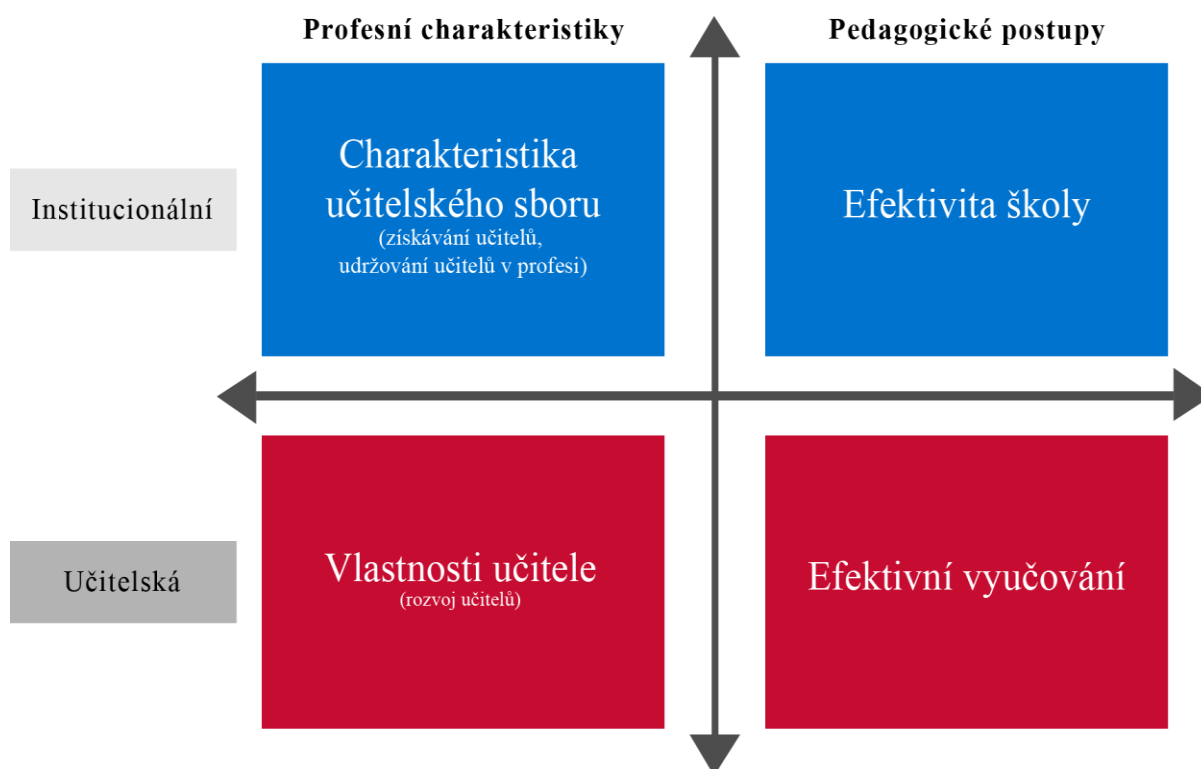 Profesní charakteristiky
Pedagogické postupy
Institucionální
Charakteristika
učitelského sboru
(získávání učitelů,
udržování učitelů v profesi)
Efektivita školy
Učitelská
Vlastnosti učitele
(rozvoj učitelů)
Efektivní vyučování